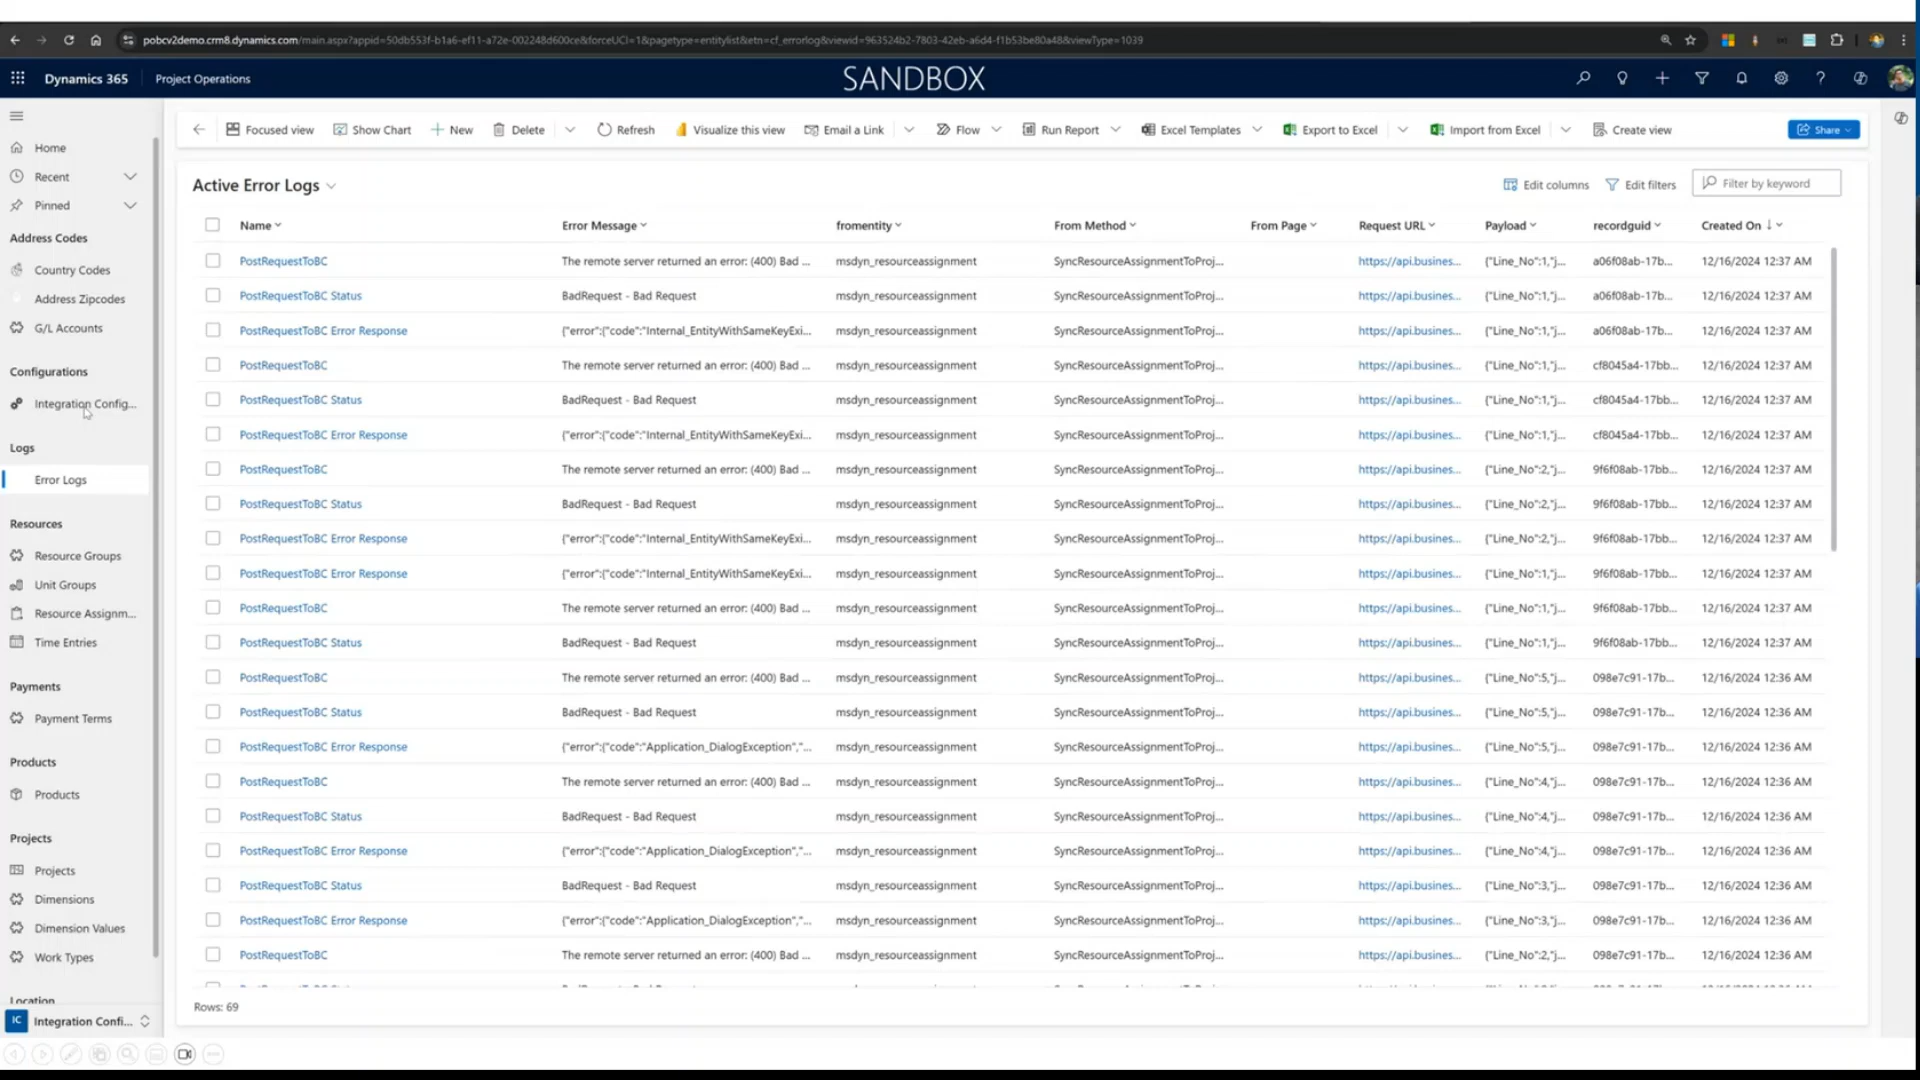 pobcv2demo.crm8.dynamics.com/main.aspx?appid=50db553f-b1a6-ef11-a72e-002248d600ce&forceUCI=1&pagetype=entitylist&etn=cf_errorlog&viewid=963524b2-7803-42eb-a6d4-f1b53be80a48&viewType=1039
Dynamics 365 Project Operations SANDBOX
Focused view Show Chart New Delete Refresh Visualize this view Email a Link Flow Run Report Excel Templates Export to Excel Import from Excel Create view Share
Home
Recent
Pinned
Address Codes
Country Codes
Address Zipcodes
G/L Accounts
Configurations
Integration Config...
Logs
Error Logs
Resources
Resource Groups
Unit Groups
Resource Assignm...
Time Entries
Payments
Payment Terms
Products
Products
Projects
Projects
Dimensions
Dimension Values
Work Types
Location
IC Integration Confi...
Active Error Logs Edit columns Edit filters Filter by keyword
Name Error Message fromentity From Method From Page Request URL Payload recordguid Created On
PostRequestToBC The remote server returned an error: (400) Bad ... msdyn_resourceassignment SyncResourceAssignmentToProj... https://api.busines... {"Line_No":1,"j... a06f08ab-17b... 12/16/2024 12:37 AM
PostRequestToBC Status BadRequest - Bad Request msdyn_resourceassignment SyncResourceAssignmentToProj... https://api.busines... {"Line_No":1,"j... a06f08ab-17b... 12/16/2024 12:37 AM
PostRequestToBC Error Response {"error":{"code":"Internal_EntityWithSameKeyExi... msdyn_resourceassignment SyncResourceAssignmentToProj... https://api.busines... {"Line_No":1,"j... a06f08ab-17b... 12/16/2024 12:37 AM
PostRequestToBC The remote server returned an error: (400) Bad ... msdyn_resourceassignment SyncResourceAssignmentToProj... https://api.busines... {"Line_No":1,"j... cf8045a4-17bb... 12/16/2024 12:37 AM
PostRequestToBC Status BadRequest - Bad Request msdyn_resourceassignment SyncResourceAssignmentToProj... https://api.busines... {"Line_No":1,"j... cf8045a4-17bb... 12/16/2024 12:37 AM
PostRequestToBC Error Response {"error":{"code":"Internal_EntityWithSameKeyExi... msdyn_resourceassignment SyncResourceAssignmentToProj... https://api.busines... {"Line_No":1,"j... cf8045a4-17bb... 12/16/2024 12:37 AM
PostRequestToBC The remote server returned an error: (400) Bad ... msdyn_resourceassignment SyncResourceAssignmentToProj... https://api.busines... {"Line_No":2,"j... 9f6f08ab-17bb... 12/16/2024 12:37 AM
PostRequestToBC Status BadRequest - Bad Request msdyn_resourceassignment SyncResourceAssignmentToProj... https://api.busines... {"Line_No":2,"j... 9f6f08ab-17bb... 12/16/2024 12:37 AM
PostRequestToBC Error Response {"error":{"code":"Internal_EntityWithSameKeyExi... msdyn_resourceassignment SyncResourceAssignmentToProj... https://api.busines... {"Line_No":2,"j... 9f6f08ab-17bb... 12/16/2024 12:37 AM
PostRequestToBC Error Response {"error":{"code":"Internal_EntityWithSameKeyExi... msdyn_resourceassignment SyncResourceAssignmentToProj... https://api.busines... {"Line_No":1,"j... 9f6f08ab-17bb... 12/16/2024 12:37 AM
PostRequestToBC The remote server returned an error: (400) Bad ... msdyn_resourceassignment SyncResourceAssignmentToProj... https://api.busines... {"Line_No":1,"j... 9f6f08ab-17bb... 12/16/2024 12:37 AM
PostRequestToBC Status BadRequest - Bad Request msdyn_resourceassignment SyncResourceAssignmentToProj... https://api.busines... {"Line_No":1,"j... 9f6f08ab-17bb... 12/16/2024 12:37 AM
PostRequestToBC The remote server returned an error: (400) Bad ... msdyn_resourceassignment SyncResourceAssignmentToProj... https://api.busines... {"Line_No":5,"j... 098e7c91-17b... 12/16/2024 12:36 AM
PostRequestToBC Status BadRequest - Bad Request msdyn_resourceassignment SyncResourceAssignmentToProj... https://api.busines... {"Line_No":5,"j... 098e7c91-17b... 12/16/2024 12:36 AM
PostRequestToBC Error Response {"error":{"code":"Application_DialogException","... msdyn_resourceassignment SyncResourceAssignmentToProj... https://api.busines... {"Line_No":5,"j... 098e7c91-17b... 12/16/2024 12:36 AM
PostRequestToBC The remote server returned an error: (400) Bad ... msdyn_resourceassignment SyncResourceAssignmentToProj... https://api.busines... {"Line_No":4,"j... 098e7c91-17b... 12/16/2024 12:36 AM
PostRequestToBC Status BadRequest - Bad Request msdyn_resourceassignment SyncResourceAssignmentToProj... https://api.busines... {"Line_No":4,"j... 098e7c91-17b... 12/16/2024 12:36 AM
PostRequestToBC Error Response {"error":{"code":"Application_DialogException","... msdyn_resourceassignment SyncResourceAssignmentToProj... https://api.busines... {"Line_No":4,"j... 098e7c91-17b... 12/16/2024 12:36 AM
PostRequestToBC Status BadRequest - Bad Request msdyn_resourceassignment SyncResourceAssignmentToProj... https://api.busines... {"Line_No":3,"j... 098e7c91-17b... 12/16/2024 12:36 AM
PostRequestToBC Error Response {"error":{"code":"Application_DialogException","... msdyn_resourceassignment SyncResourceAssignmentToProj... https://api.busines... {"Line_No":3,"j... 098e7c91-17b... 12/16/2024 12:36 AM
PostRequestToBC The remote server returned an error: (400) Bad ... msdyn_resourceassignment SyncResourceAssignmentToProj... https://api.busines... {"Line_No":2,"j... 098e7c91-17b... 12/16/2024 12:36 AM
Rows: 69